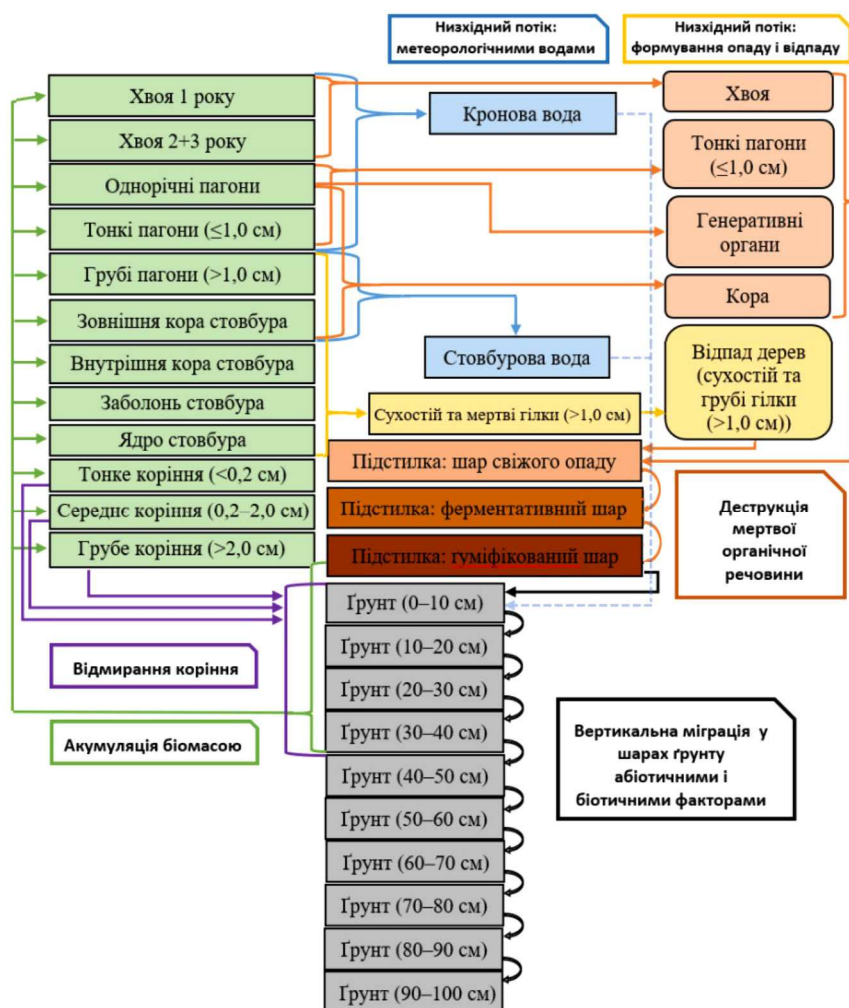 Низхідний потік:
метеорологічними водами
Низхідний потік:
формування опаду і відпаду
Хвоя 1 року
Хвоя 2+3 року
Однорічні пагони
Тонкі пагони (≤1,0 см)
Грубі пагони (>1,0 см)
Зовнішня кора стовбура
Внутрішня кора стовбура
Заболонь стовбура
Ядро стовбура
Тонке коріння (<0,2 см)
Середнє коріння (0,2–2,0 см)
Грубе коріння (>2,0 см)
Кронова вода
Стовбурова вода
Сухостій та мертві гілки (>1,0 см)
Хвоя
Тонкі пагони
(≤1,0 см)
Генеративні
органи
Кора
Відпад дерев
(сухостій та
грубі гілки
(>1,0 см))
Підстилка: шар свіжого опаду
Підстилка: ферментативний шар
Підстилка: гуміфікований шар
Деструкція
мертвої
органічної
речовини
Ґрунт (0–10 см)
Ґрунт (10–20 см)
Ґрунт (20–30 см)
Ґрунт (30–40 см)
Ґрунт (40–50 см)
Ґрунт (50–60 см)
Ґрунт (60–70 см)
Ґрунт (70–80 см)
Ґрунт (80–90 см)
Ґрунт (90–100 см)
Відмирання коріння
Акумуляція біомасою
Вертикальна міграція у
шарах ґрунту
абіотичними і
біотичними факторами